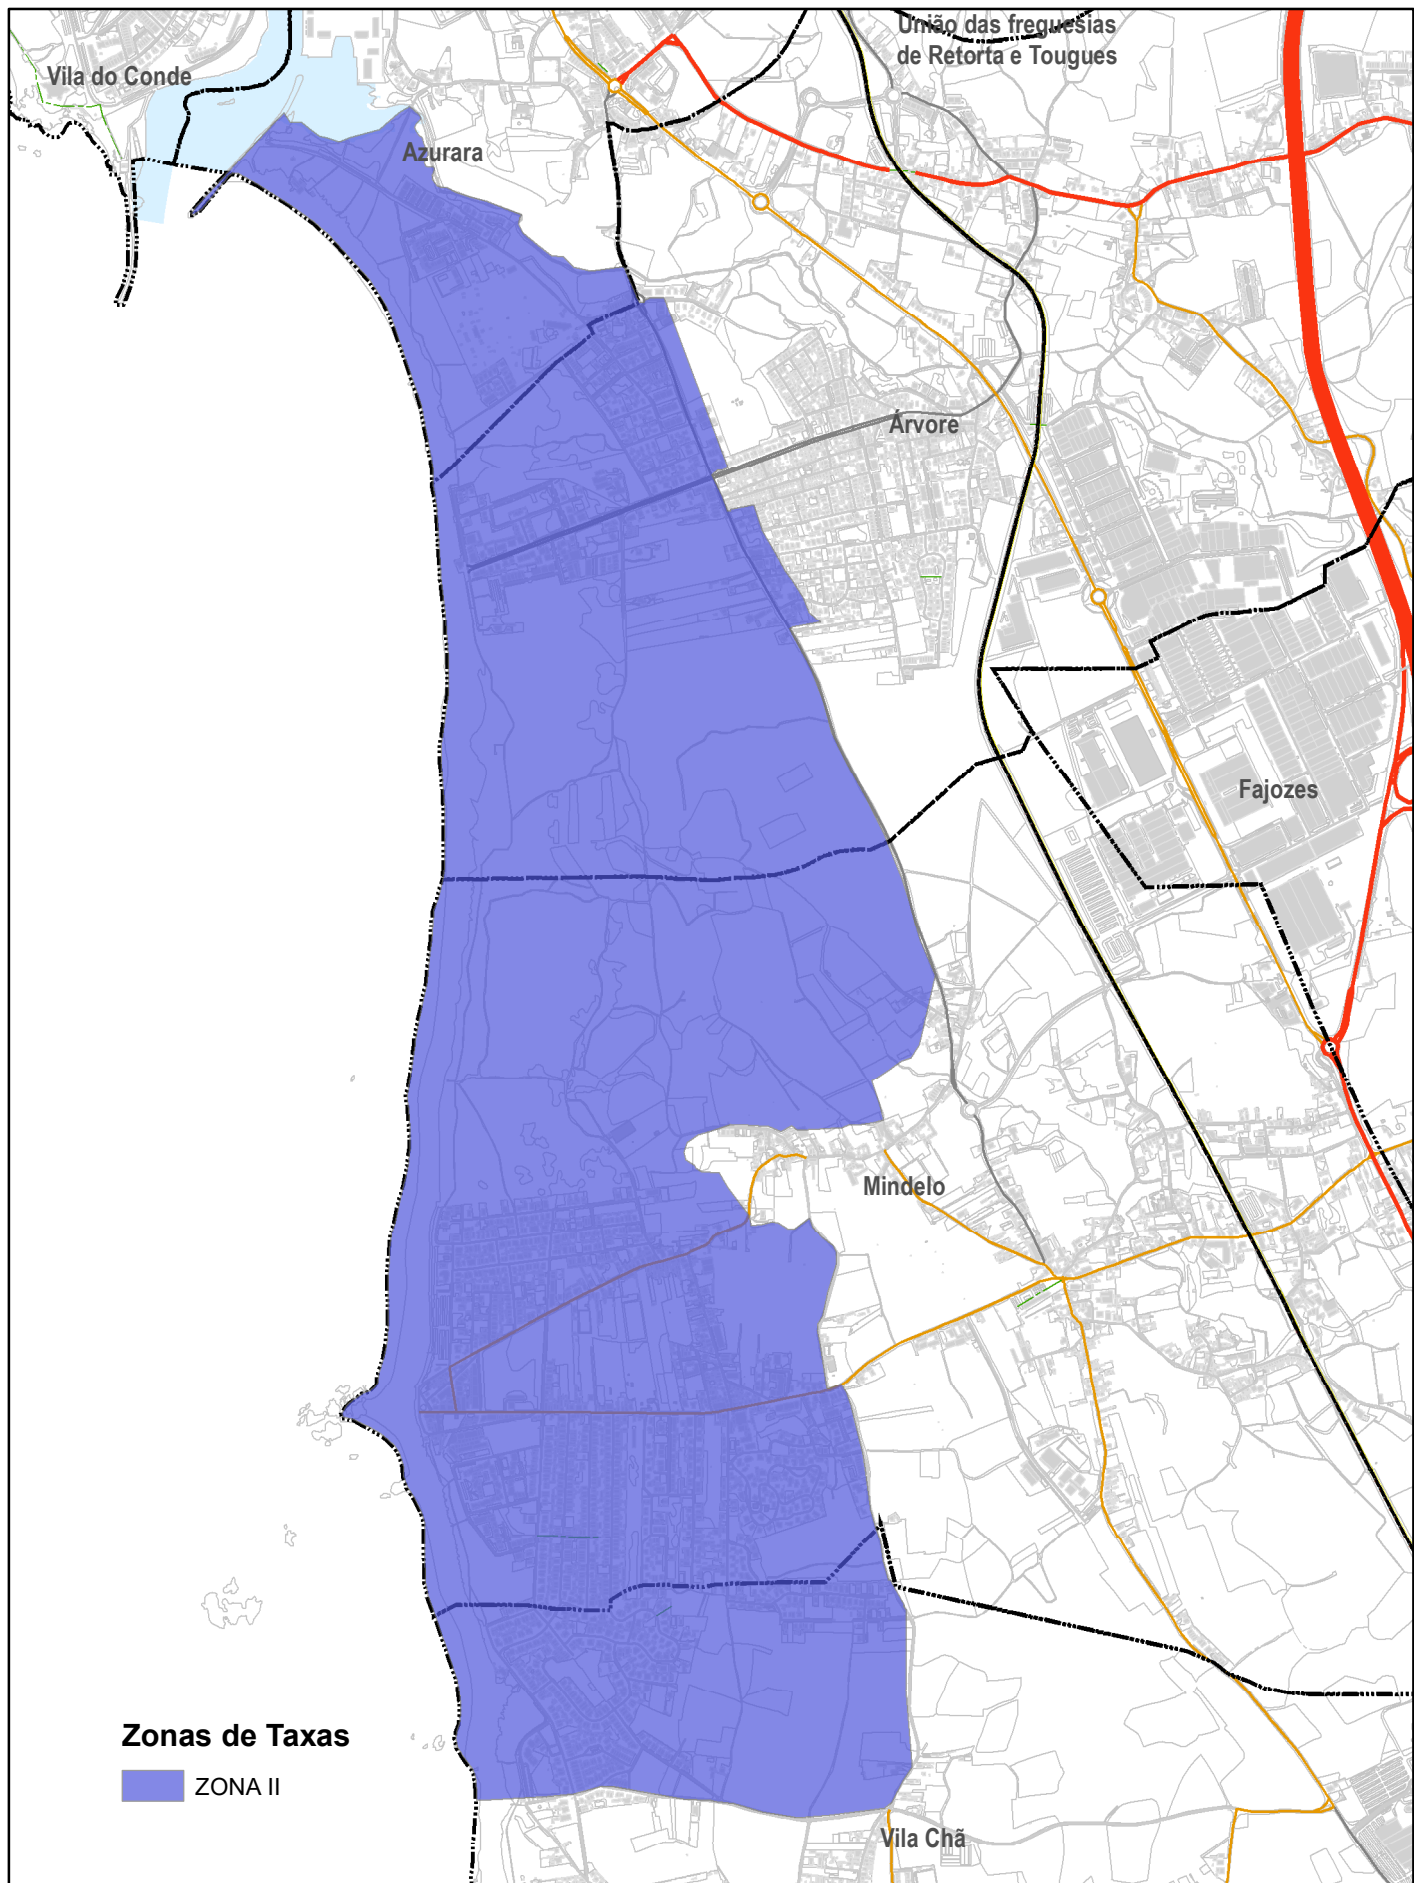 União das freguesias
de Retorta e Tougues
Vila do Conde
Azurara
Árvore
Fajozes
Mindelo
Zonas de Taxas
ZONA II
Vila Chã